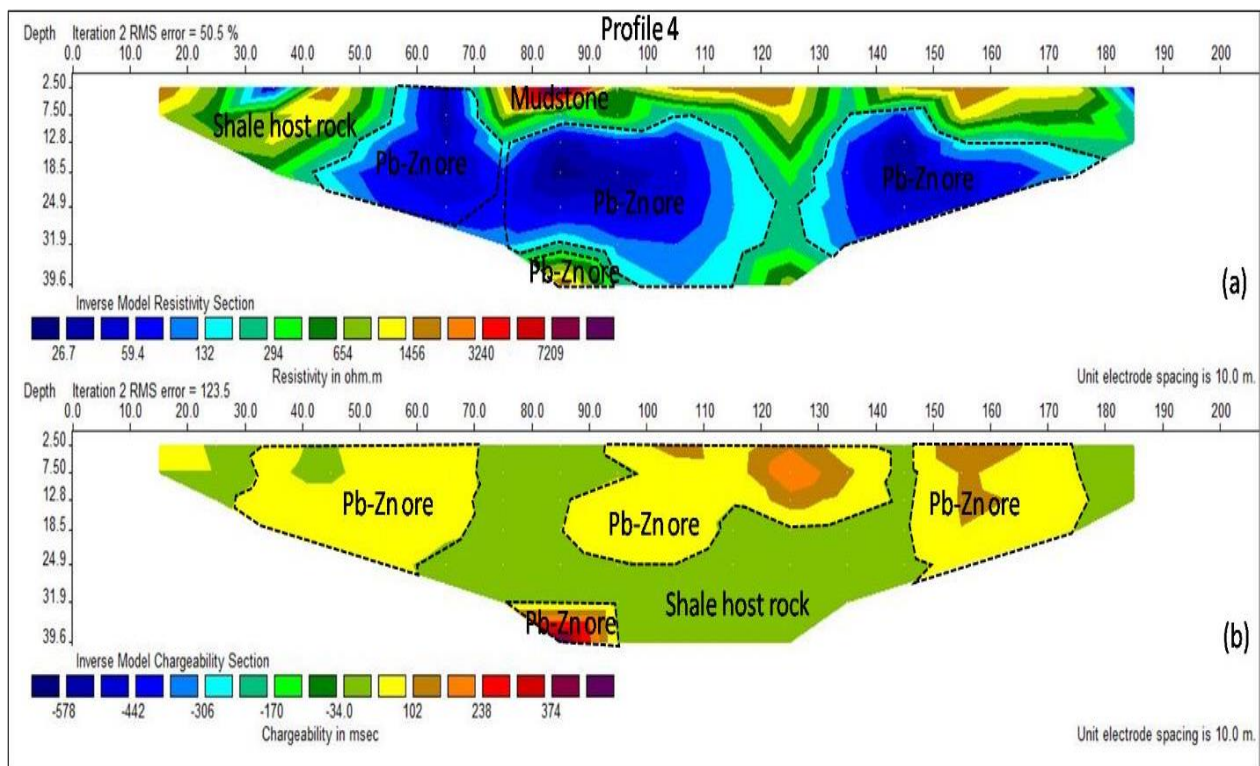 Profile 4
Depth Iteration 2 RMS error = 50.5 %
0.0 10.0 20.0 30.0 40.0 50.0 60.0 70.0 80.0 90.0 100 110 120 130 140 150 160 170 180 190 200
2.50
7.50
12.8
18.5
24.9
31.9
39.6
Mudstone
Shale host rock
Pb-Zn ore
Pb-Zn ore
Pb-Zn ore
Pb-Zn ore
(a)
Inverse Model Resistivity Section
26.7 59.4 132 294 654 1456 3240 7209
Resistivity in ohm.m
Unit electrode spacing is 10.0 m.
Depth Iteration 2 RMS error = 123.5
0.0 10.0 20.0 30.0 40.0 50.0 60.0 70.0 80.0 90.0 100 110 120 130 140 150 160 170 180 190 200
2.50
7.50
12.8
18.5
24.9
31.9
39.6
Pb-Zn ore
Pb-Zn ore
Pb-Zn ore
Shale host rock
Pb-Zn ore
(b)
Inverse Model Chargeability Section
-578 -442 -306 -170 -34.0 102 238 374
Chargeability in msec
Unit electrode spacing is 10.0 m.